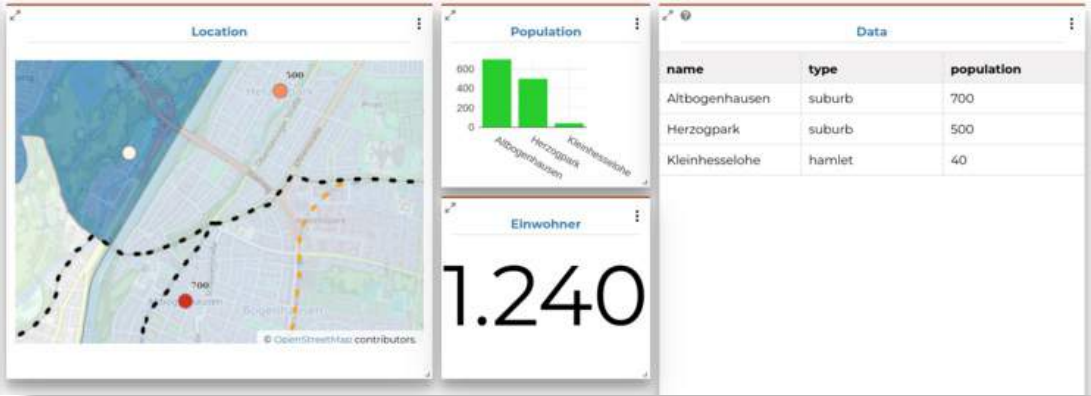 Location
500
700
© OpenStreetMap contributors.
Population
600
400
200
0
Altbogenhausen
Herzogpark
Kleinhesselohe
Einwohner
1.240
Data
name type population
Altbogenhausen suburb 700
Herzogpark suburb 500
Kleinhesselohe hamlet 40